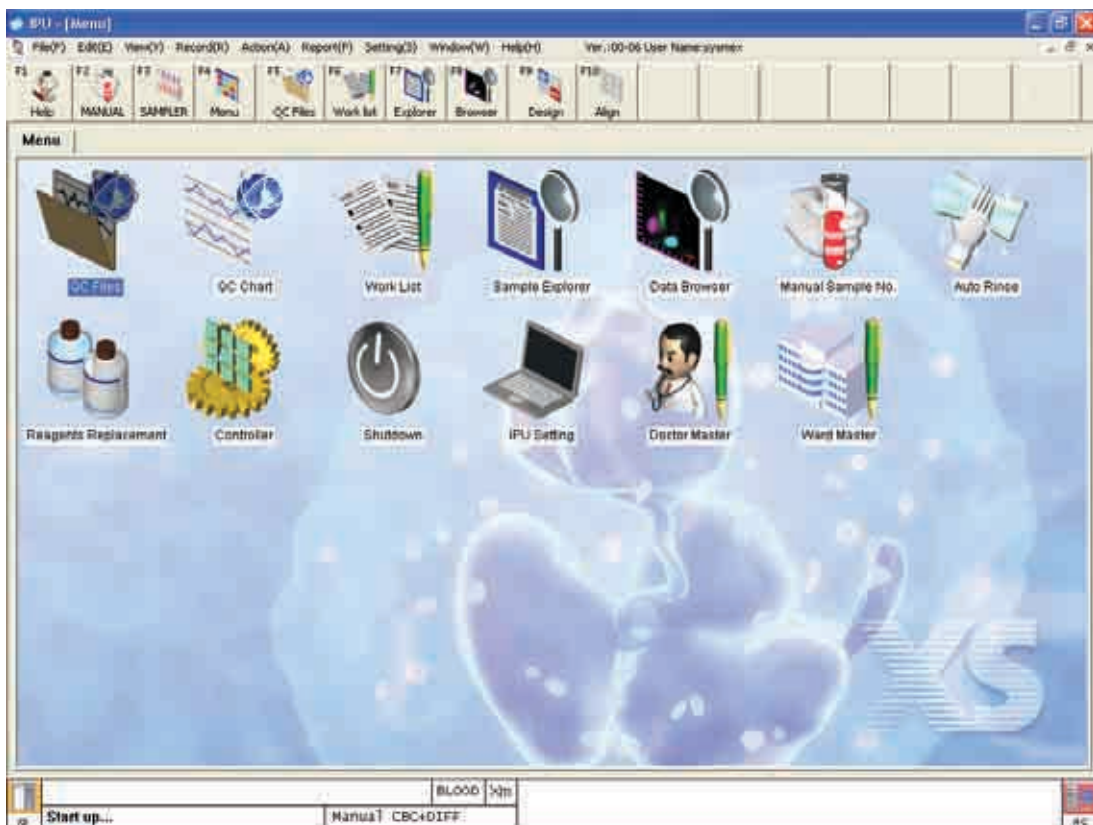 IPU - [Menu]
File(F) Edit(E) View(V) Record(R) Action(A) Report(P) Setting(S) Window(W) Help(H) Ver.:00-06 User Name:sysmex
F1 F2 F3 F4 F5 F6 F7 F8 F9 F10
Help MANUAL SAMPLER Menu QC Files Work list Explorer Browser Design Align
Menu
QC Files QC Chart Work List Sample Explorer Data Browser Manual Sample No. Auto Rinse
Reagents Replacement Controller Shutdown IPU Setting Doctor Master Ward Master
XS
BLOOD
Start up... Manual CBC+DIFF